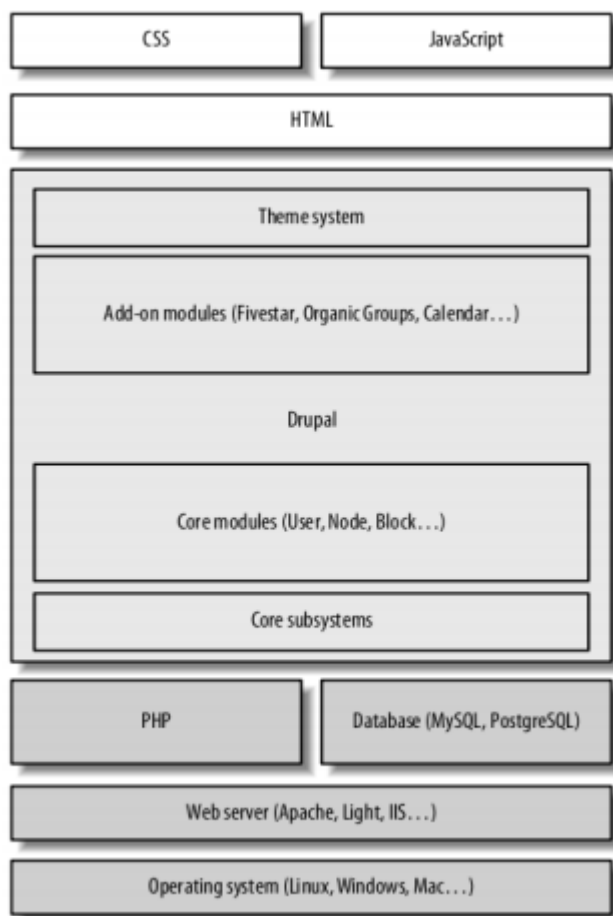 CSS
JavaScript
HTML
Theme system
Add-on modules (Fivestar, Organic Groups, Calendar...)
Drupal
Core modules (User, Node, Block...)
Core subsystems
PHP
Database (MySQL, PostgreSQL)
Web server (Apache, Light, IIS...)
Operating system (Linux, Windows, Mac...)